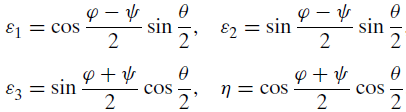 ε₁ = cos (φ − ψ)/2 sin θ/2, ε₂ = sin (φ − ψ)/2 sin θ/2
ε₃ = sin (φ + ψ)/2 cos θ/2, η = cos (φ + ψ)/2 cos θ/2